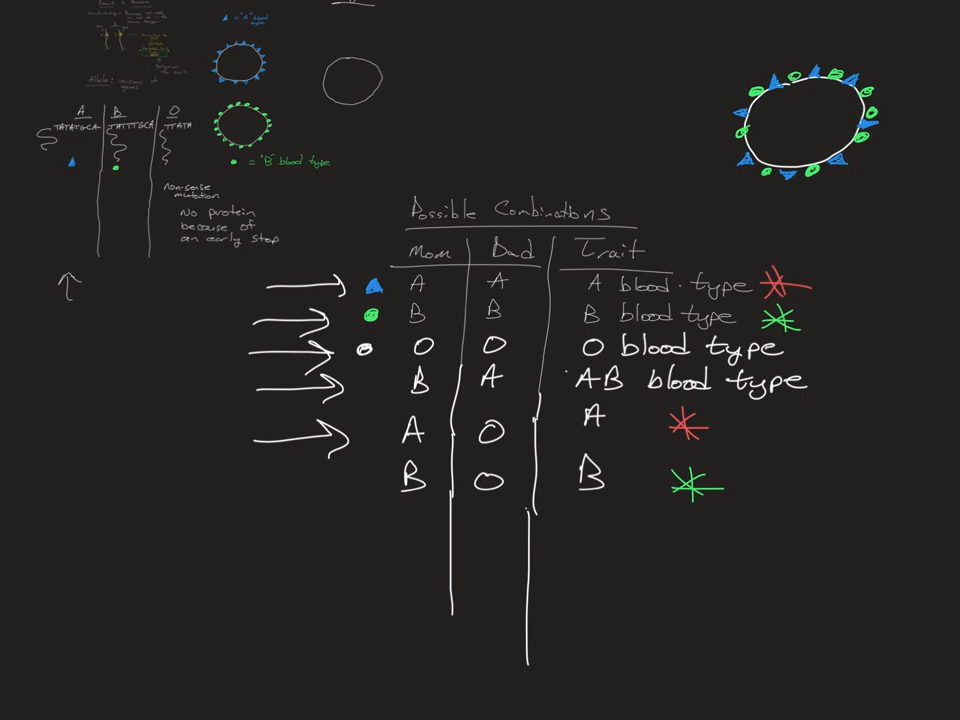 ▲ = "A" blood type
Allele: versions of genes
A B O
TATATGCA TATTTGCA TTATA
● = "B" blood type
non-sense
mutation
No protein
because of
an early stop
Possible Combinations
Mom Dad Trait
A A A blood type
B B B blood type
O O O blood type
B A AB blood type
A O A
B O B